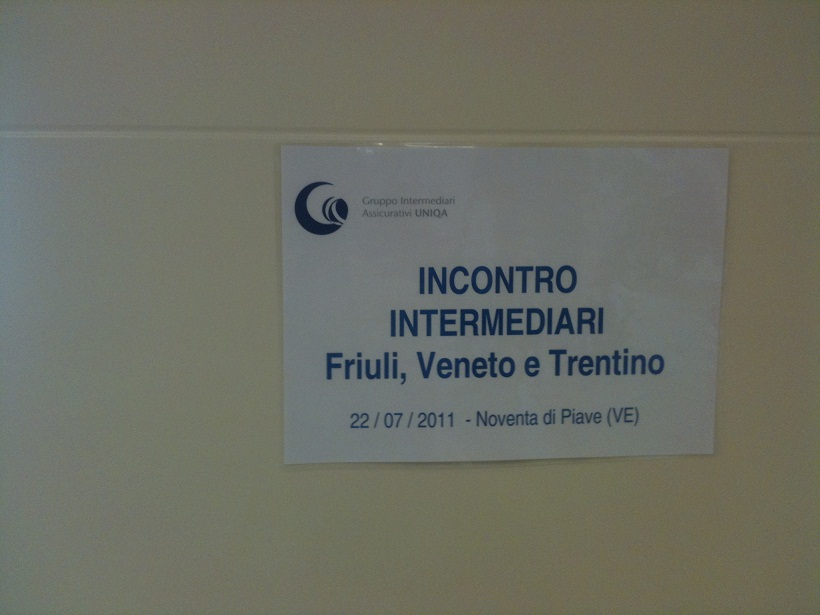 Gruppo Intermediari
Assicurativi UNIQA
INCONTRO
INTERMEDIARI
Friuli, Veneto e Trentino
22 / 07 / 2011 - Noventa di Piave (VE)